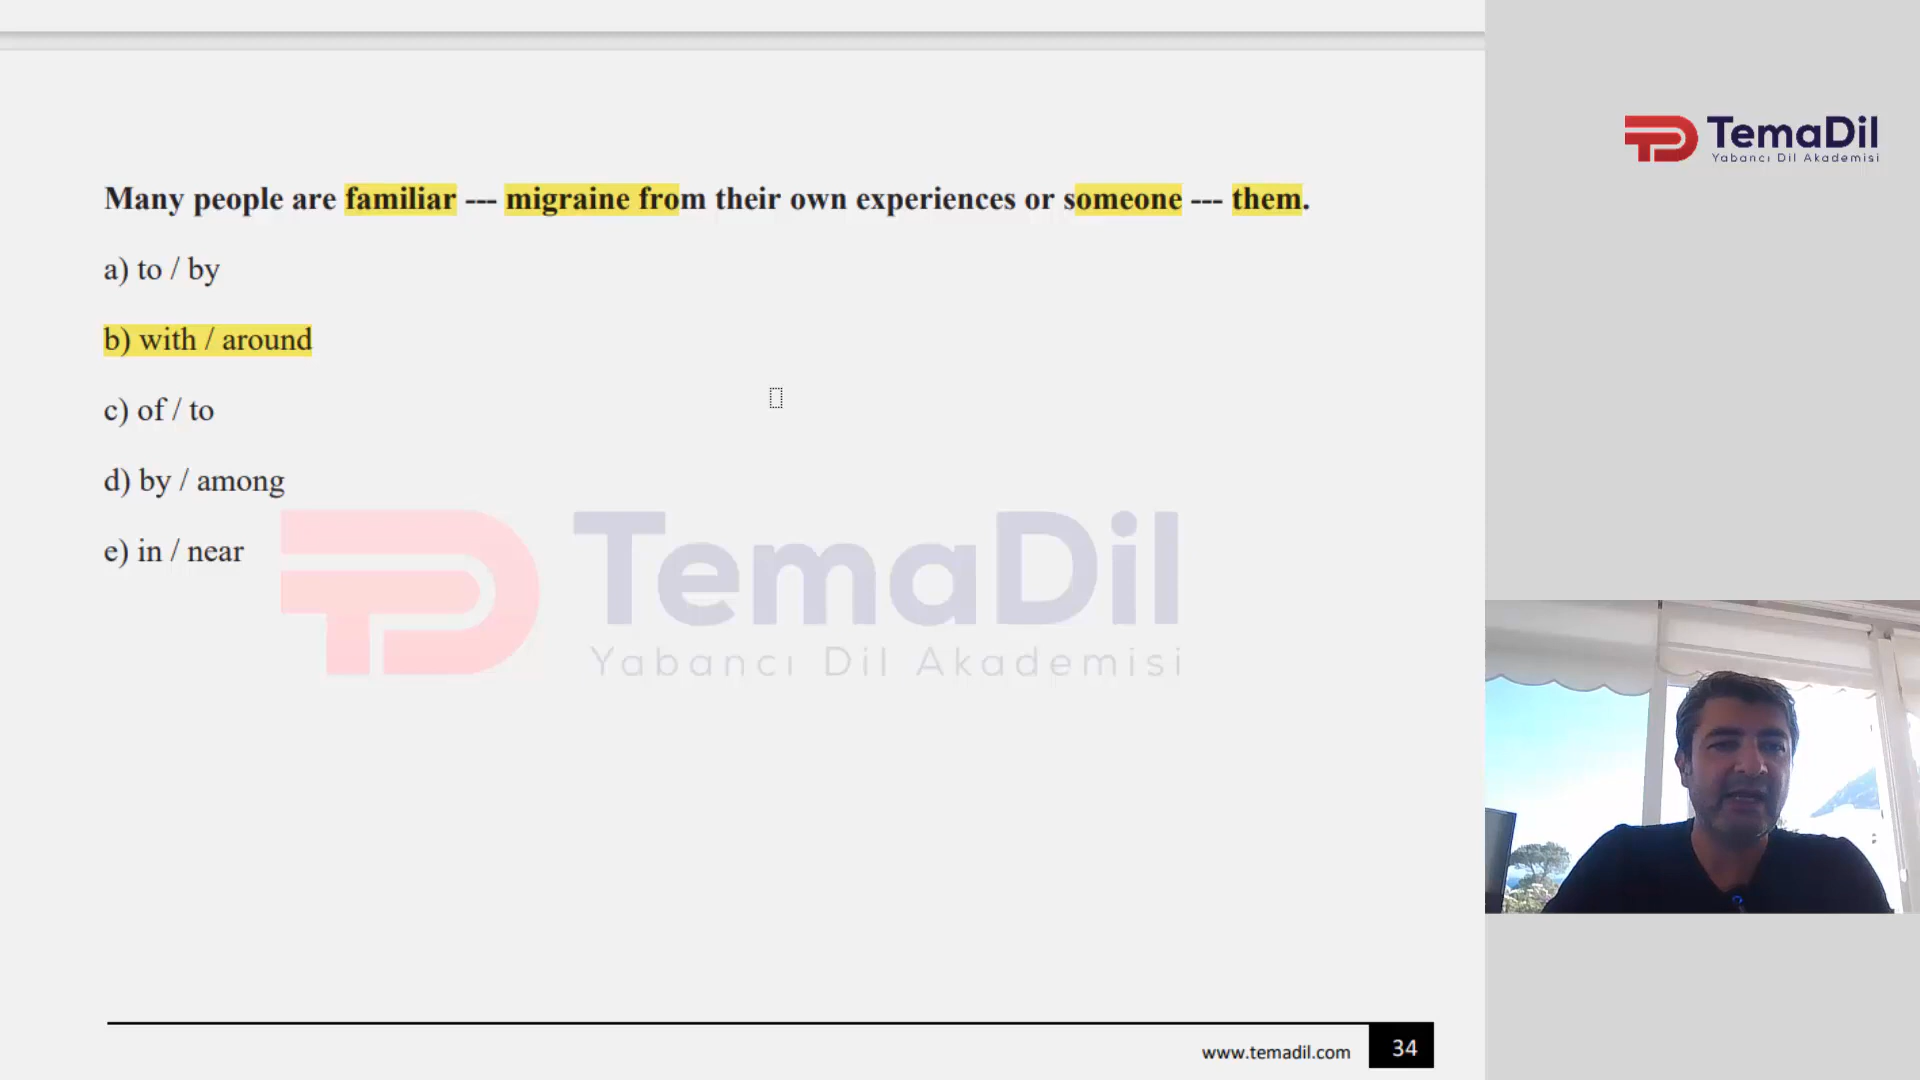 TemaDil
Yabancı Dil Akademisi
Many people are familiar --- migraine from their own experiences or someone --- them.
a) to / by
b) with / around
c) of / to
d) by / among
e) in / near
TemaDil
Yabancı Dil Akademisi
www.temadil.com
34